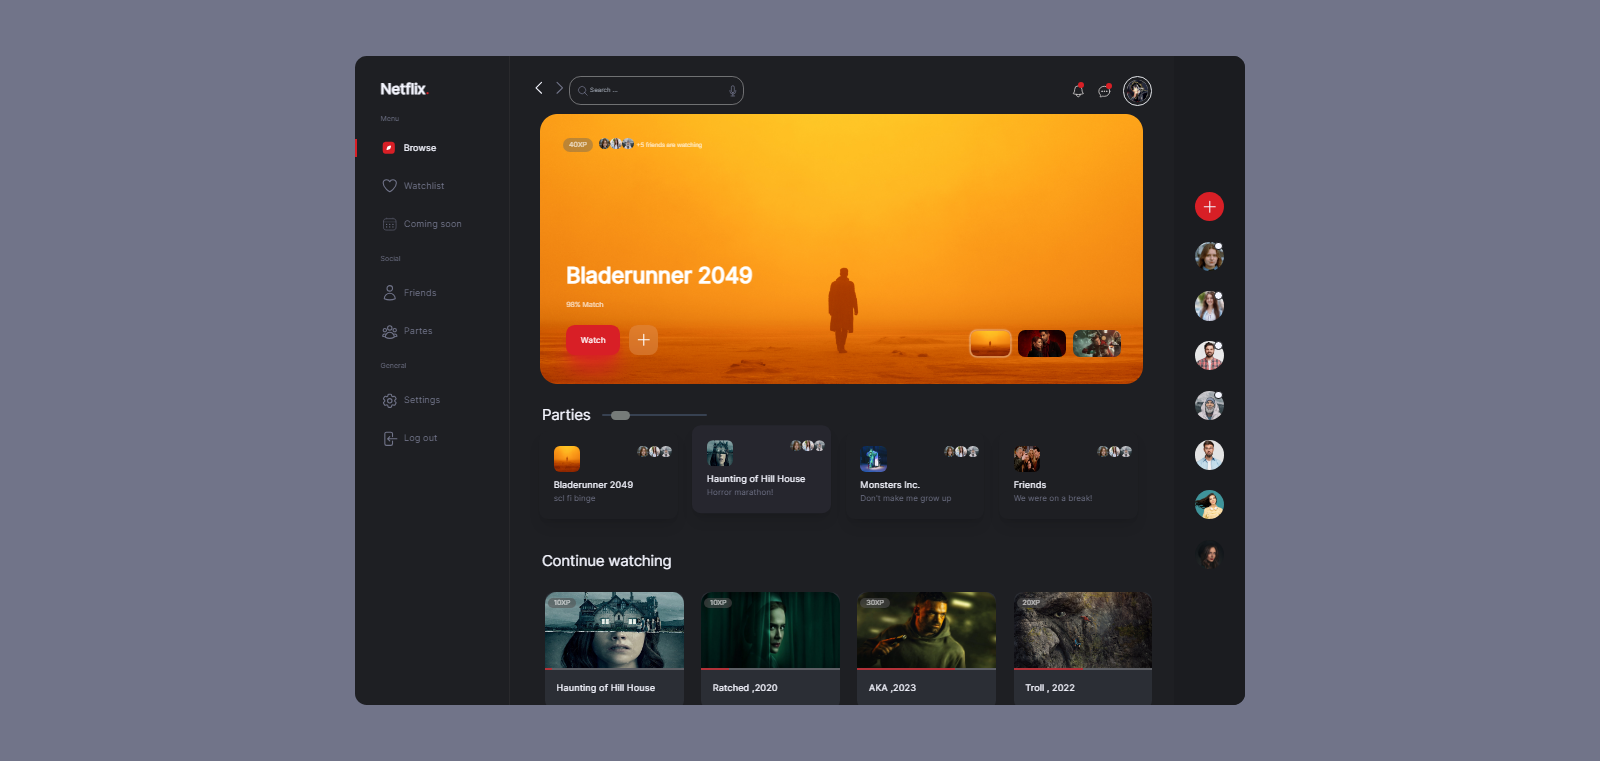 Netflix.
Menu
Browse
Watchlist
Coming soon
Social
Friends
Partes
General
Settings
Log out
Search ...
40XP
+5 friends are watching
Bladerunner 2049
98% Match
Watch
Parties
Bladerunner 2049
sci fi binge
Haunting of Hill House
Horror marathon!
Monsters Inc.
Don't make me grow up
Friends
We were on a break!
Continue watching
10XP
Haunting of Hill House
10XP
Ratched ,2020
30XP
AKA ,2023
20XP
Troll , 2022